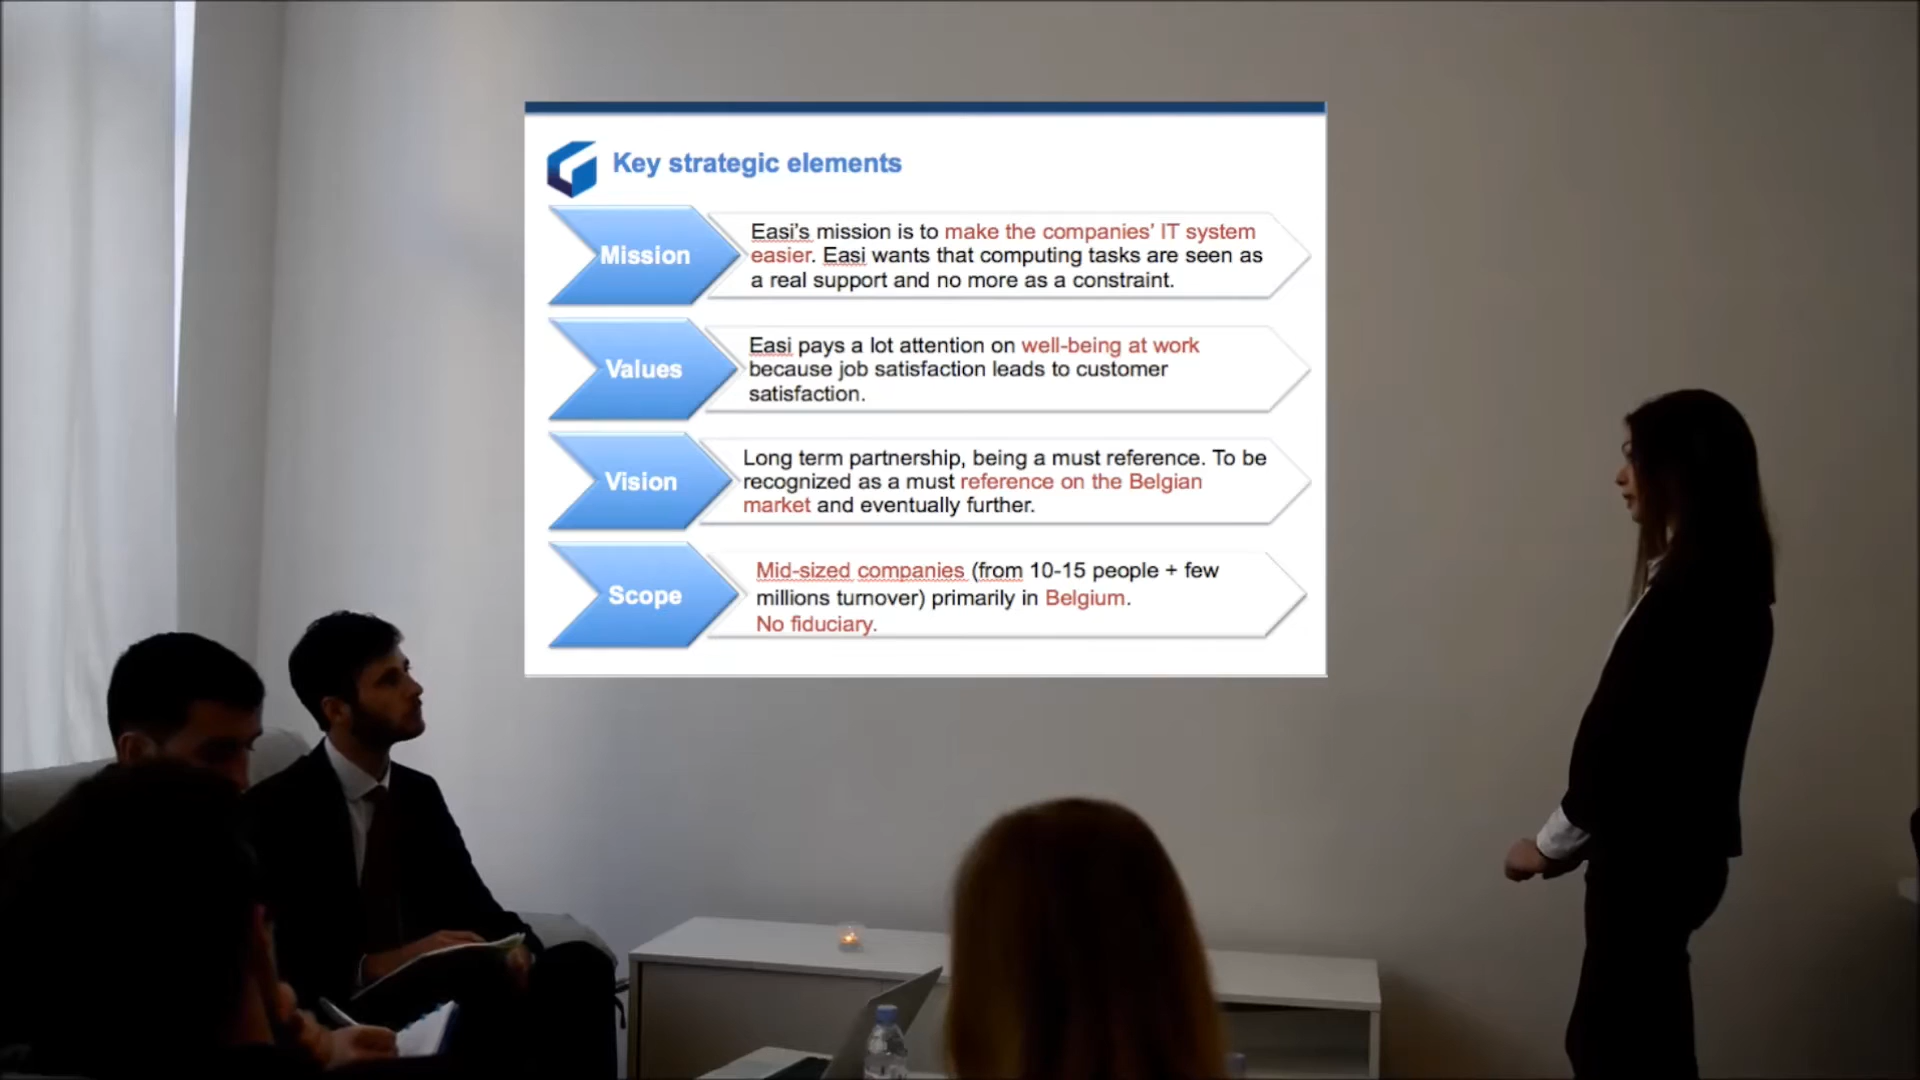 Key strategic elements
Mission
Easi's mission is to make the companies' IT system
easier. Easi wants that computing tasks are seen as
a real support and no more as a constraint.
Values
Easi pays a lot attention on well-being at work
because job satisfaction leads to customer
satisfaction.
Vision
Long term partnership, being a must reference. To be
recognized as a must reference on the Belgian
market and eventually further.
Scope
Mid-sized companies (from 10-15 people + few
millions turnover) primarily in Belgium.
No fiduciary.